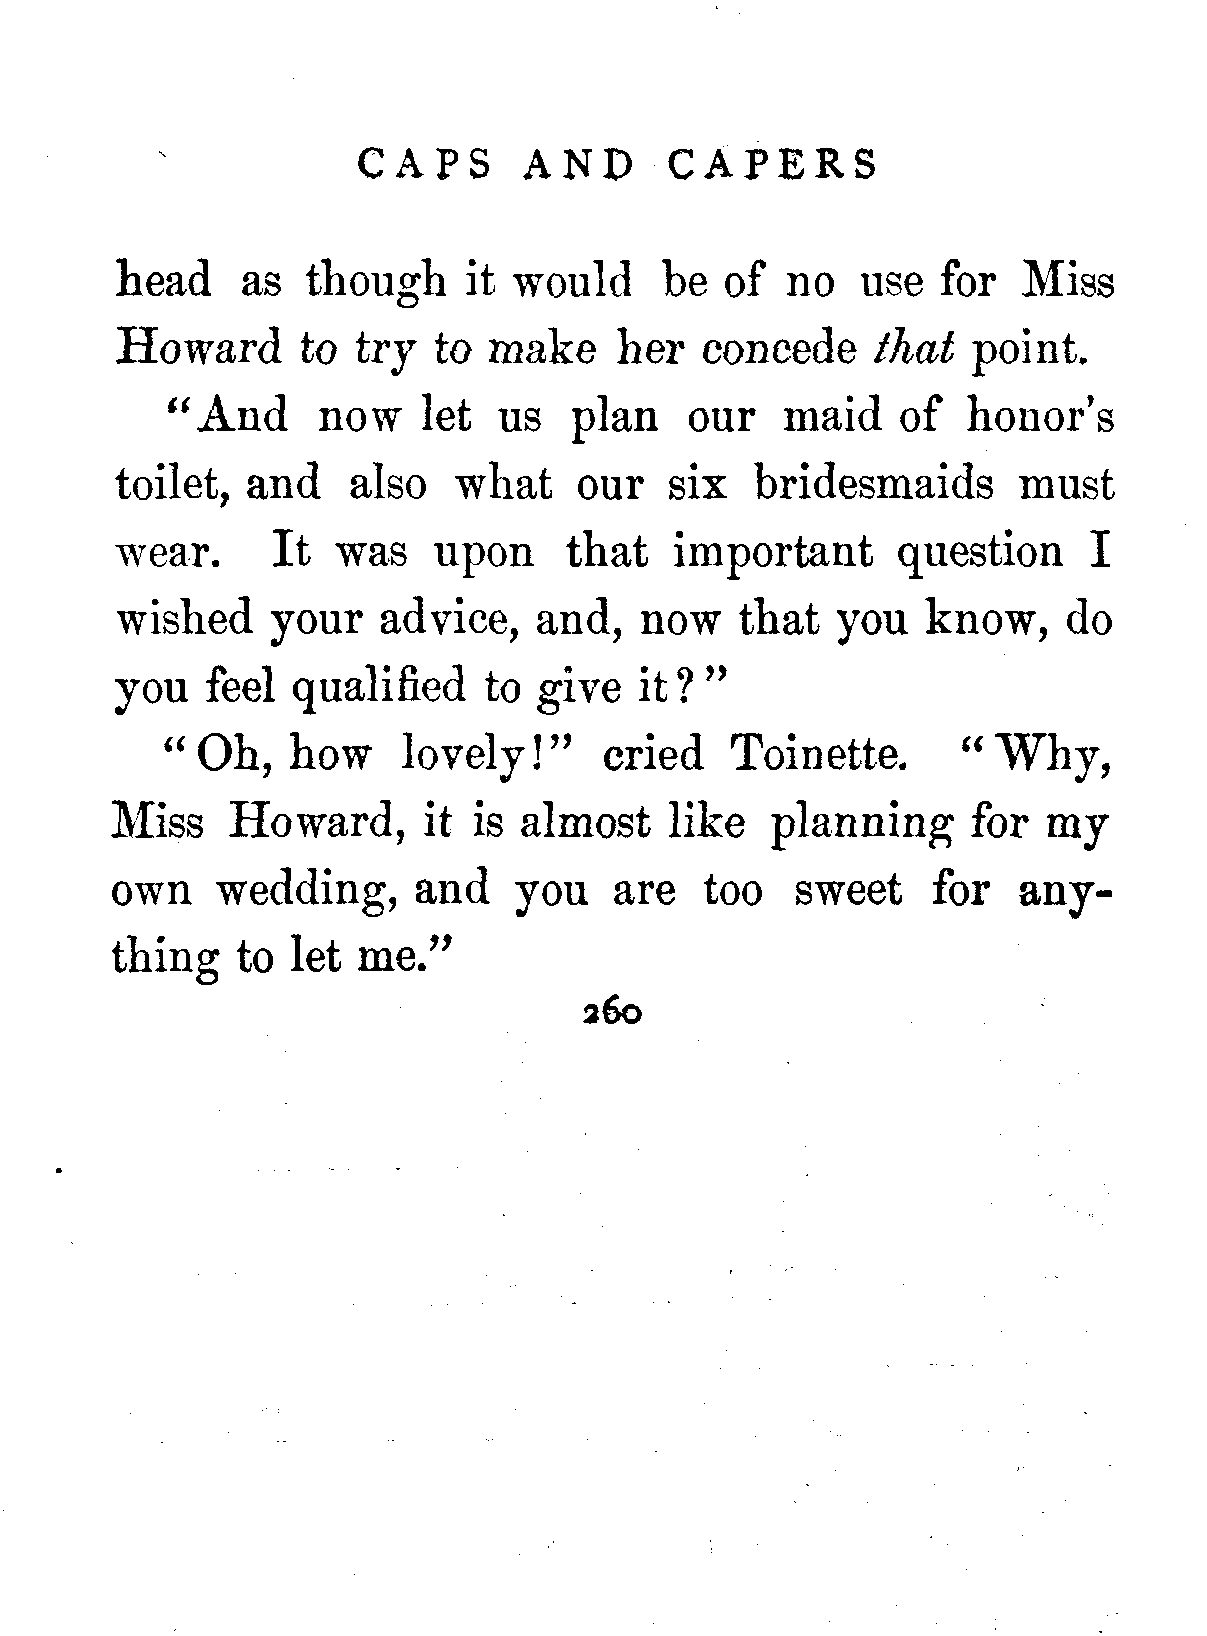 CAPS AND CAPERS
head as though it would be of no use for Miss
Howard to try to make her concede that point.
“And now let us plan our maid of honor's
toilet, and also what our six bridesmaids must
wear. It was upon that important question I
wished your advice, and, now that you know, do
you feel qualified to give it?”
“Oh, how lovely!” cried Toinette. “Why,
Miss Howard, it is almost like planning for my
own wedding, and you are too sweet for any-
thing to let me.”
260